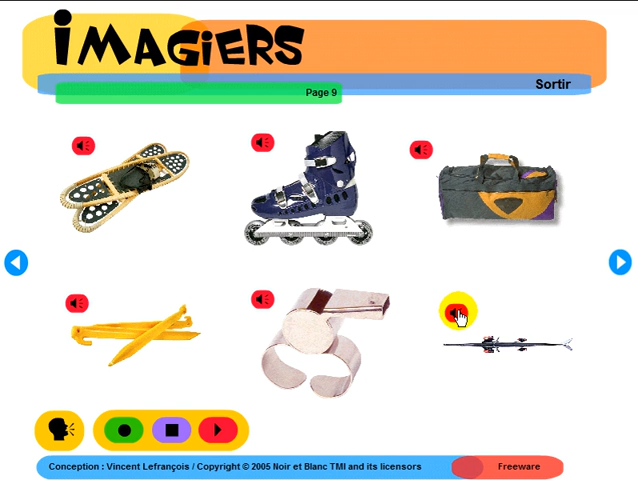 iMAGiERS
Sortir
Page 9
Conception : Vincent Lefrançois / Copyright © 2005 Noir et Blanc TMI and its licensors
Freeware